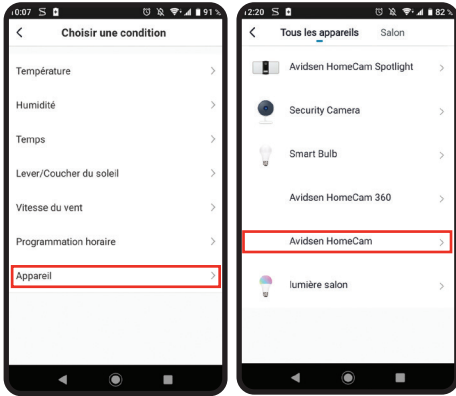 10:07 S 91 %
Choisir une condition
Température
Humidité
Temps
Lever/Coucher du soleil
Vitesse du vent
Programmation horaire
Appareil
12:20 S 82 %
Tous les appareils Salon
Avidsen HomeCam Spotlight
Security Camera
Smart Bulb
Avidsen HomeCam 360
Avidsen HomeCam
lumière salon